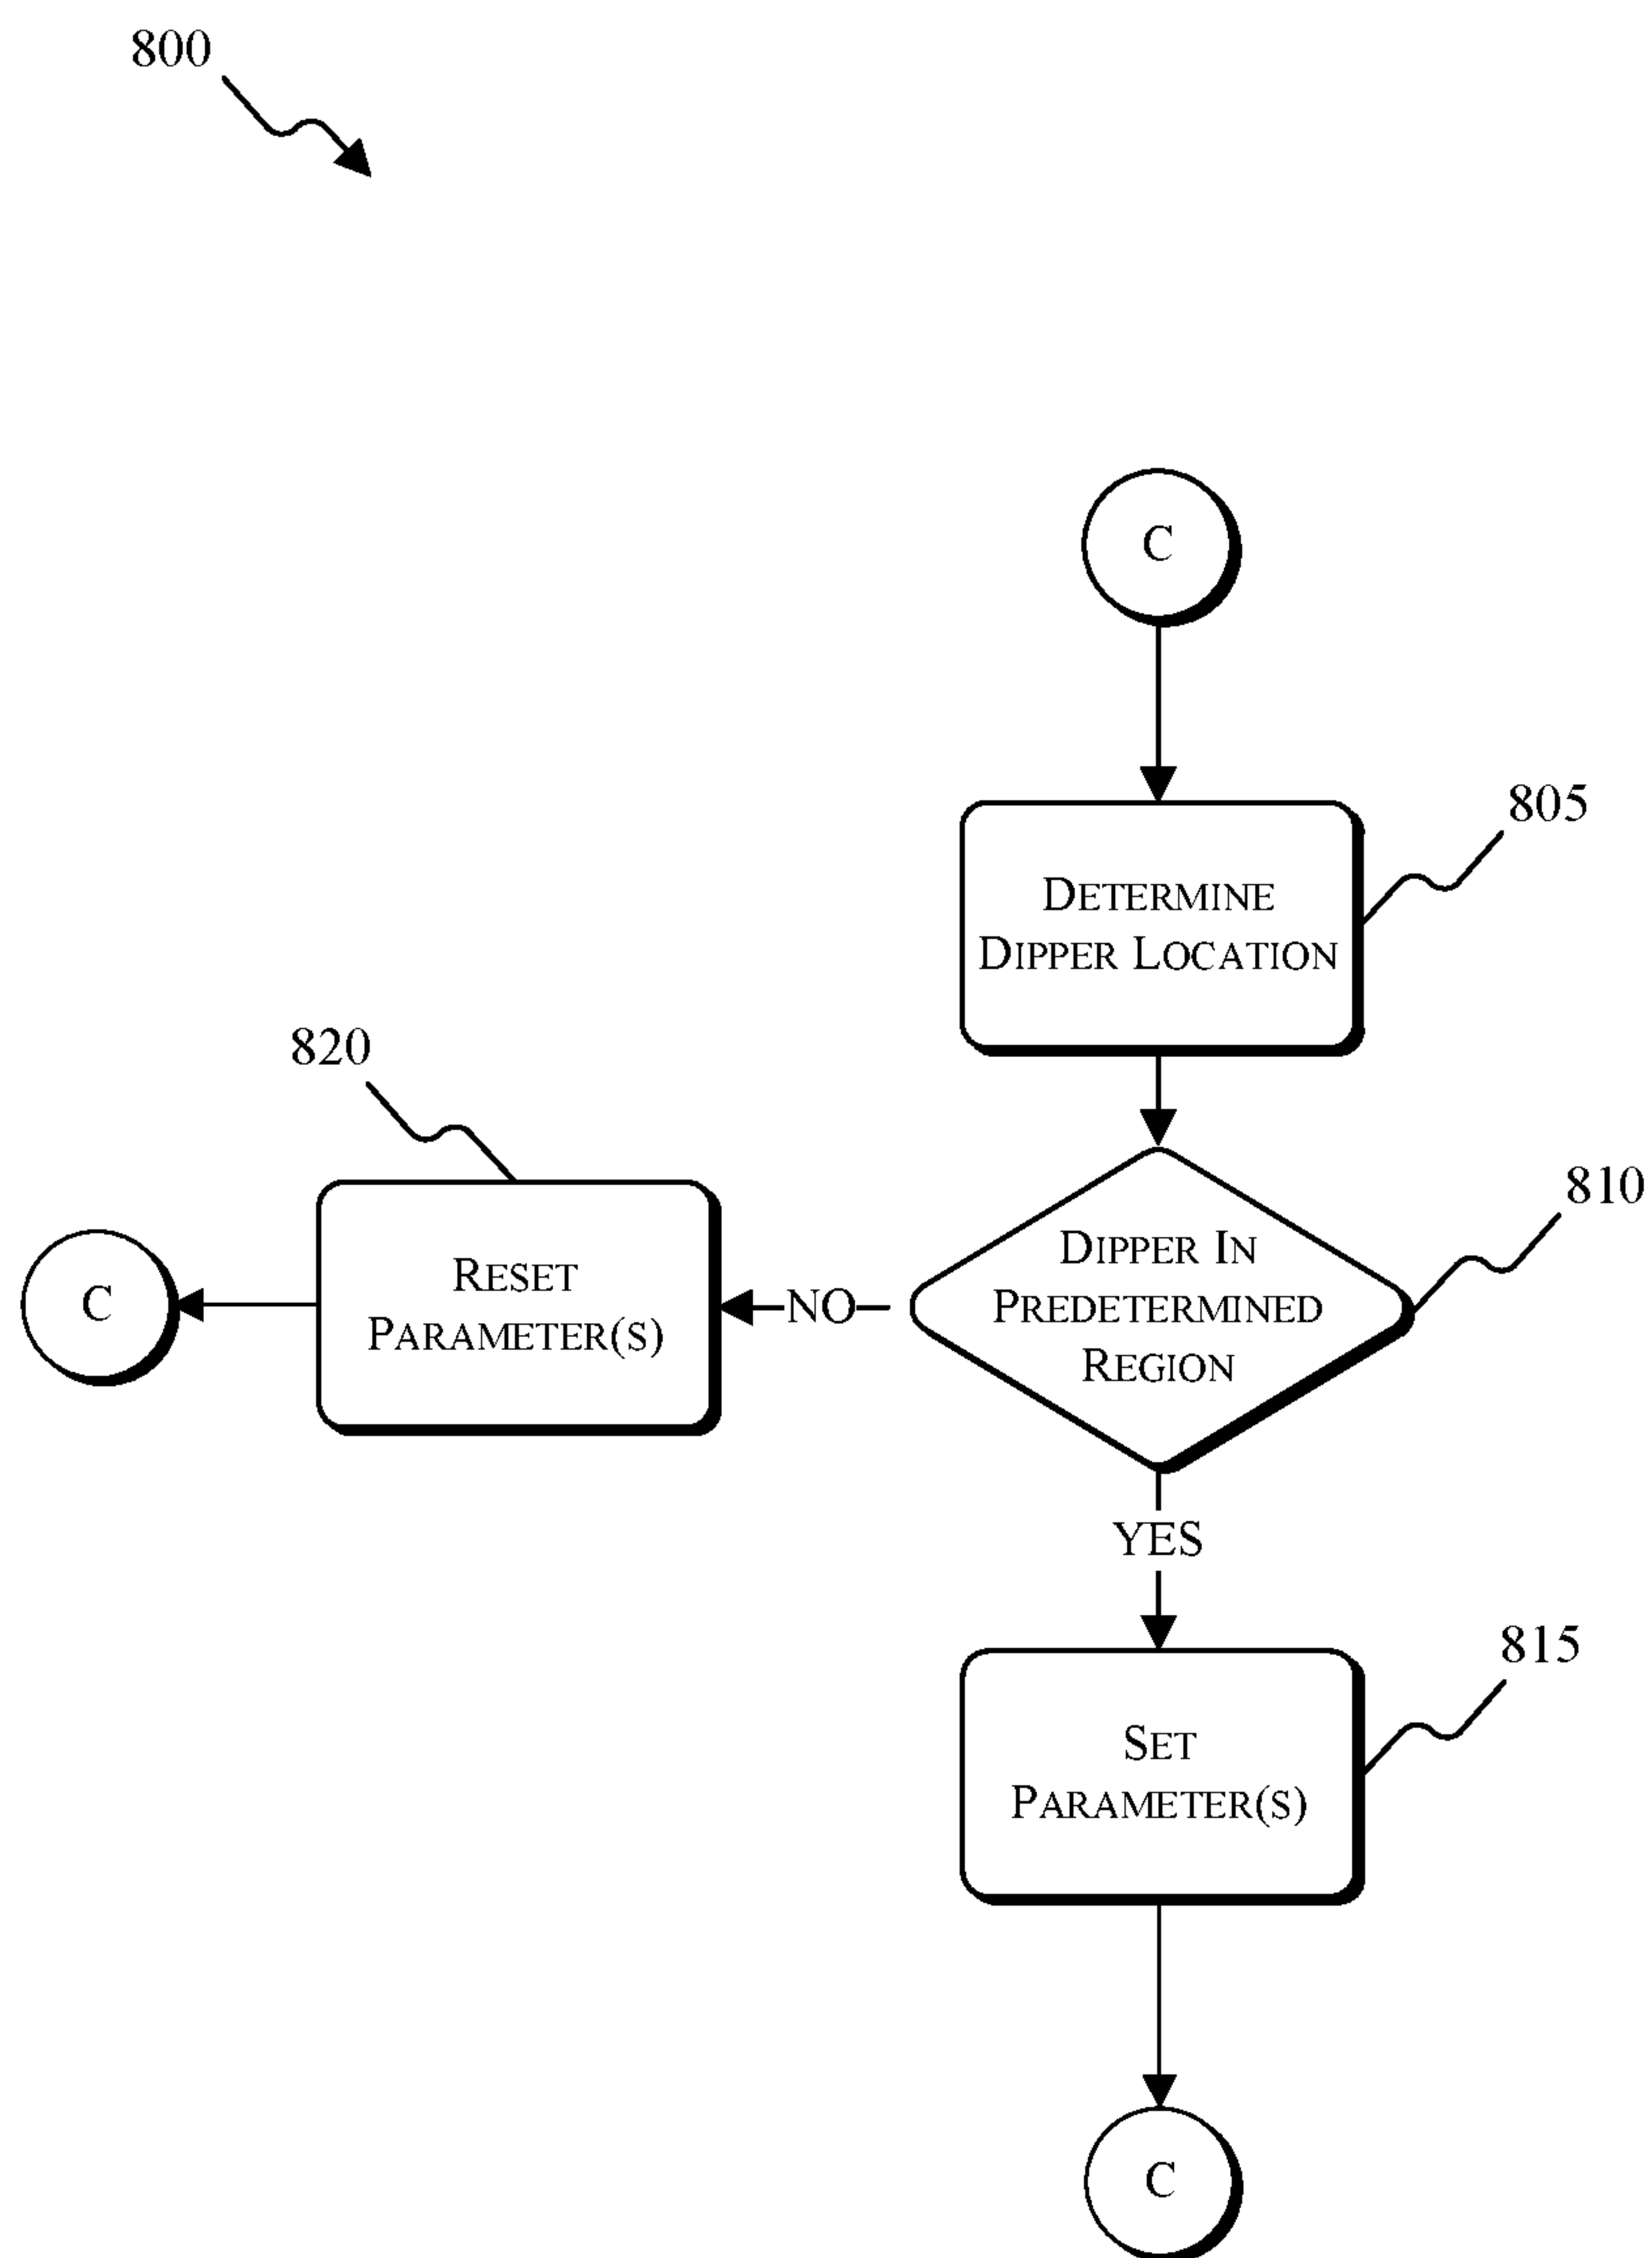 800
C
805
DETERMINE
DIPPER LOCATION
820
810
DIPPER IN
PREDETERMINED
REGION
NO
RESET
PARAMETER(S)
C
YES
815
SET
PARAMETER(S)
C